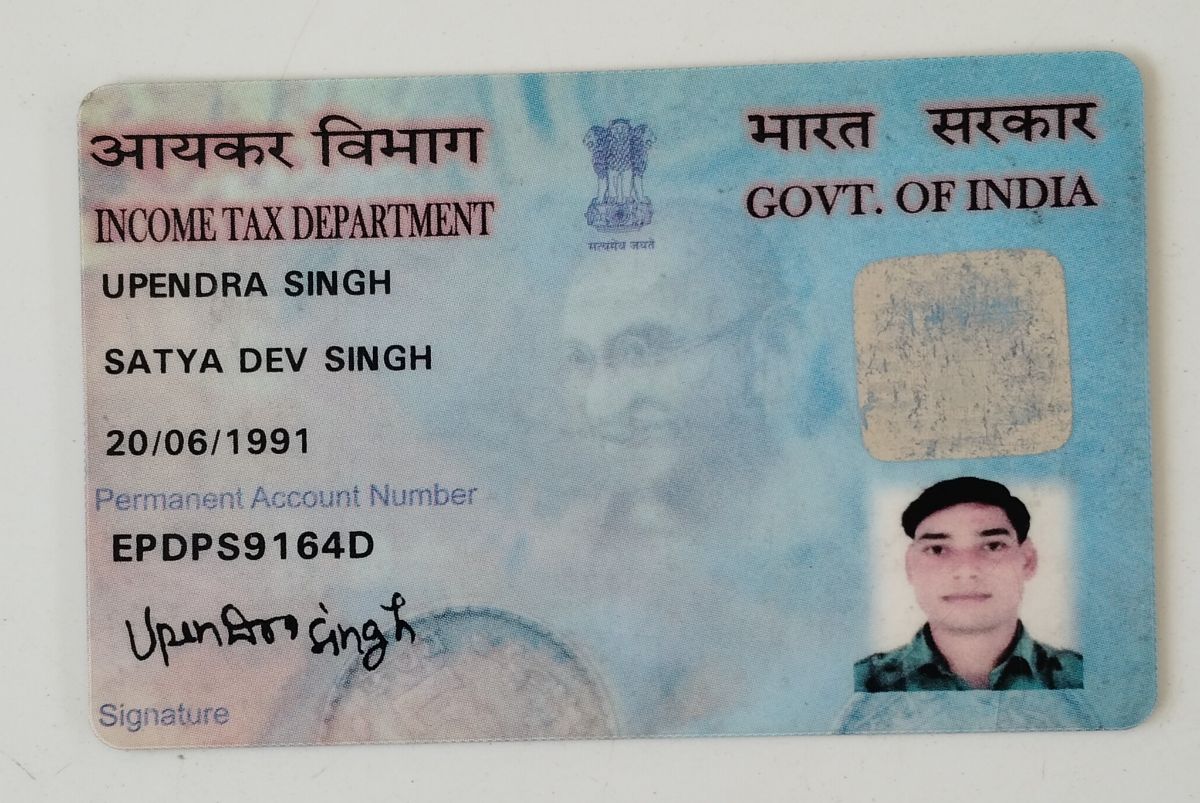 आयकर विभाग
INCOME TAX DEPARTMENT
सत्यमेव जयते
भारत सरकार
GOVT. OF INDIA
UPENDRA SINGH
SATYA DEV SINGH
20/06/1991
Permanent Account Number
EPDPS9164D
Upendra Singh
Signature